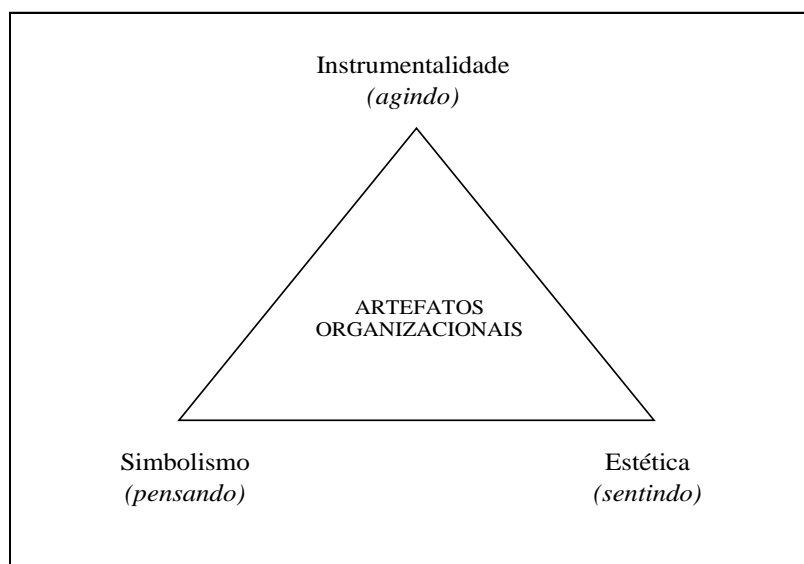 Instrumentalidade
(agindo)
ARTEFATOS
ORGANIZACIONAIS
Simbolismo
(pensando)
Estética
(sentindo)